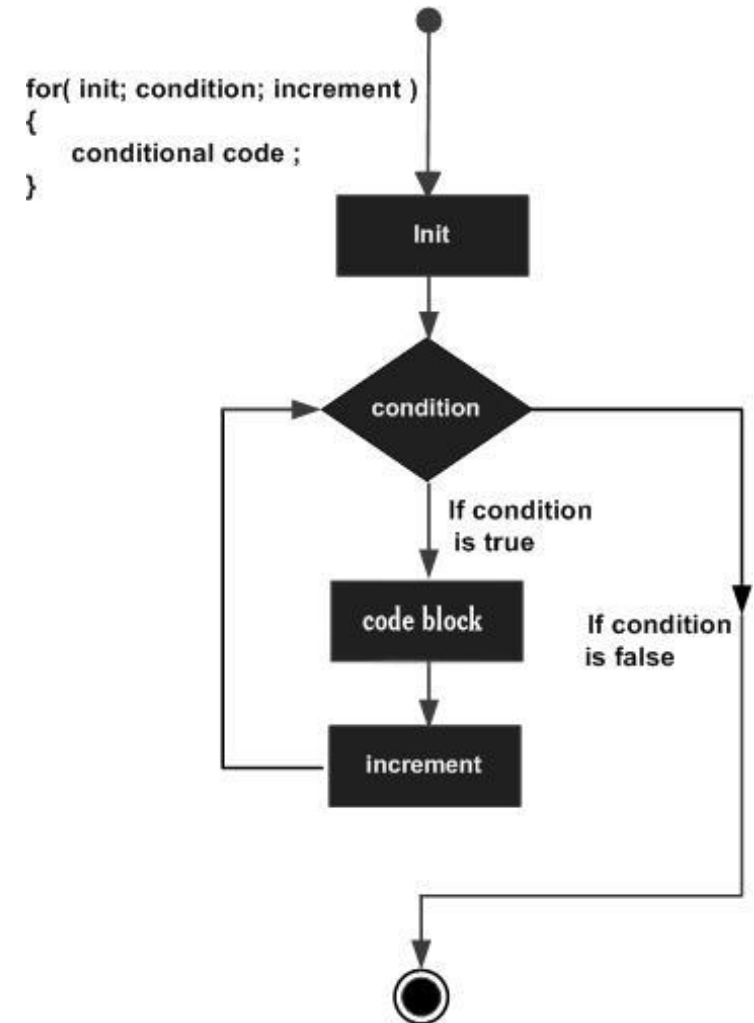 for( init; condition; increment )
{
conditional code ;
}
Init
condition
If condition
is true
code block
If condition
is false
increment